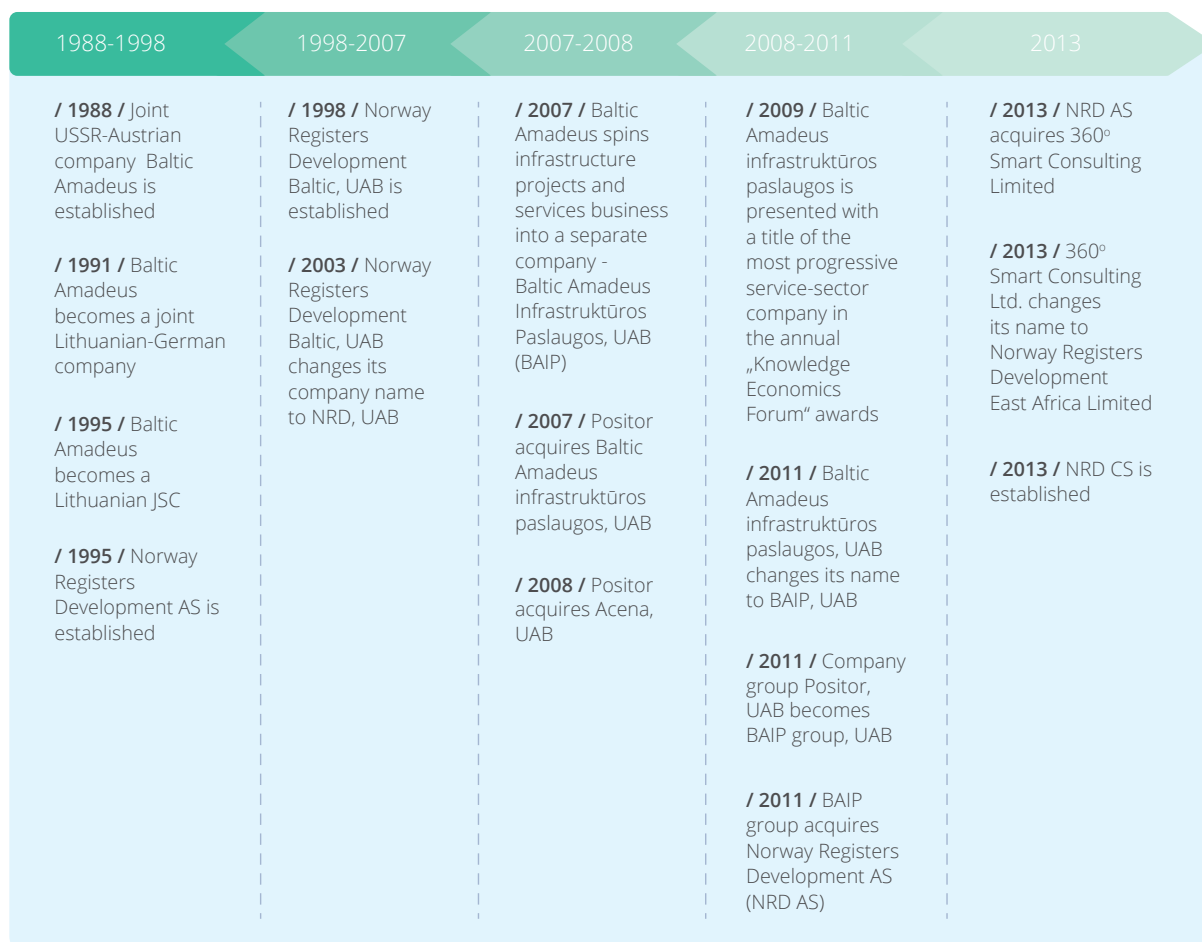 1988-1998
1998-2007
2007-2008
2008-2011
2013
/ 1988 / Joint
USSR-Austrian
company Baltic
Amadeus is
established
/ 1991 / Baltic
Amadeus
becomes a joint
Lithuanian-German
company
/ 1995 / Baltic
Amadeus
becomes a
Lithuanian JSC
/ 1995 / Norway
Registers
Development AS is
established
/ 1998 / Norway
Registers
Development
Baltic, UAB is
established
/ 2003 / Norway
Registers
Development
Baltic, UAB
changes its
company name
to NRD, UAB
/ 2007 / Baltic
Amadeus spins
infrastructure
projects and
services business
into a separate
company -
Baltic Amadeus
Infrastruktūros
Paslaugos, UAB
(BAIP)
/ 2007 / Positor
acquires Baltic
Amadeus
infrastruktūros
paslaugos, UAB
/ 2008 / Positor
acquires Acena,
UAB
/ 2009 / Baltic
Amadeus
infrastruktūros
paslaugos is
presented with
a title of the
most progressive
service-sector
company in
the annual
„Knowledge
Economics
Forum“ awards
/ 2011 / Baltic
Amadeus
infrastruktūros
paslaugos, UAB
changes its name
to BAIP, UAB
/ 2011 / Company
group Positor,
UAB becomes
BAIP group, UAB
/ 2011 / BAIP
group acquires
Norway Registers
Development AS
(NRD AS)
/ 2013 / NRD AS
acquires 360º
Smart Consulting
Limited
/ 2013 / 360º
Smart Consulting
Ltd. changes
its name to
Norway Registers
Development
East Africa Limited
/ 2013 / NRD CS is
established